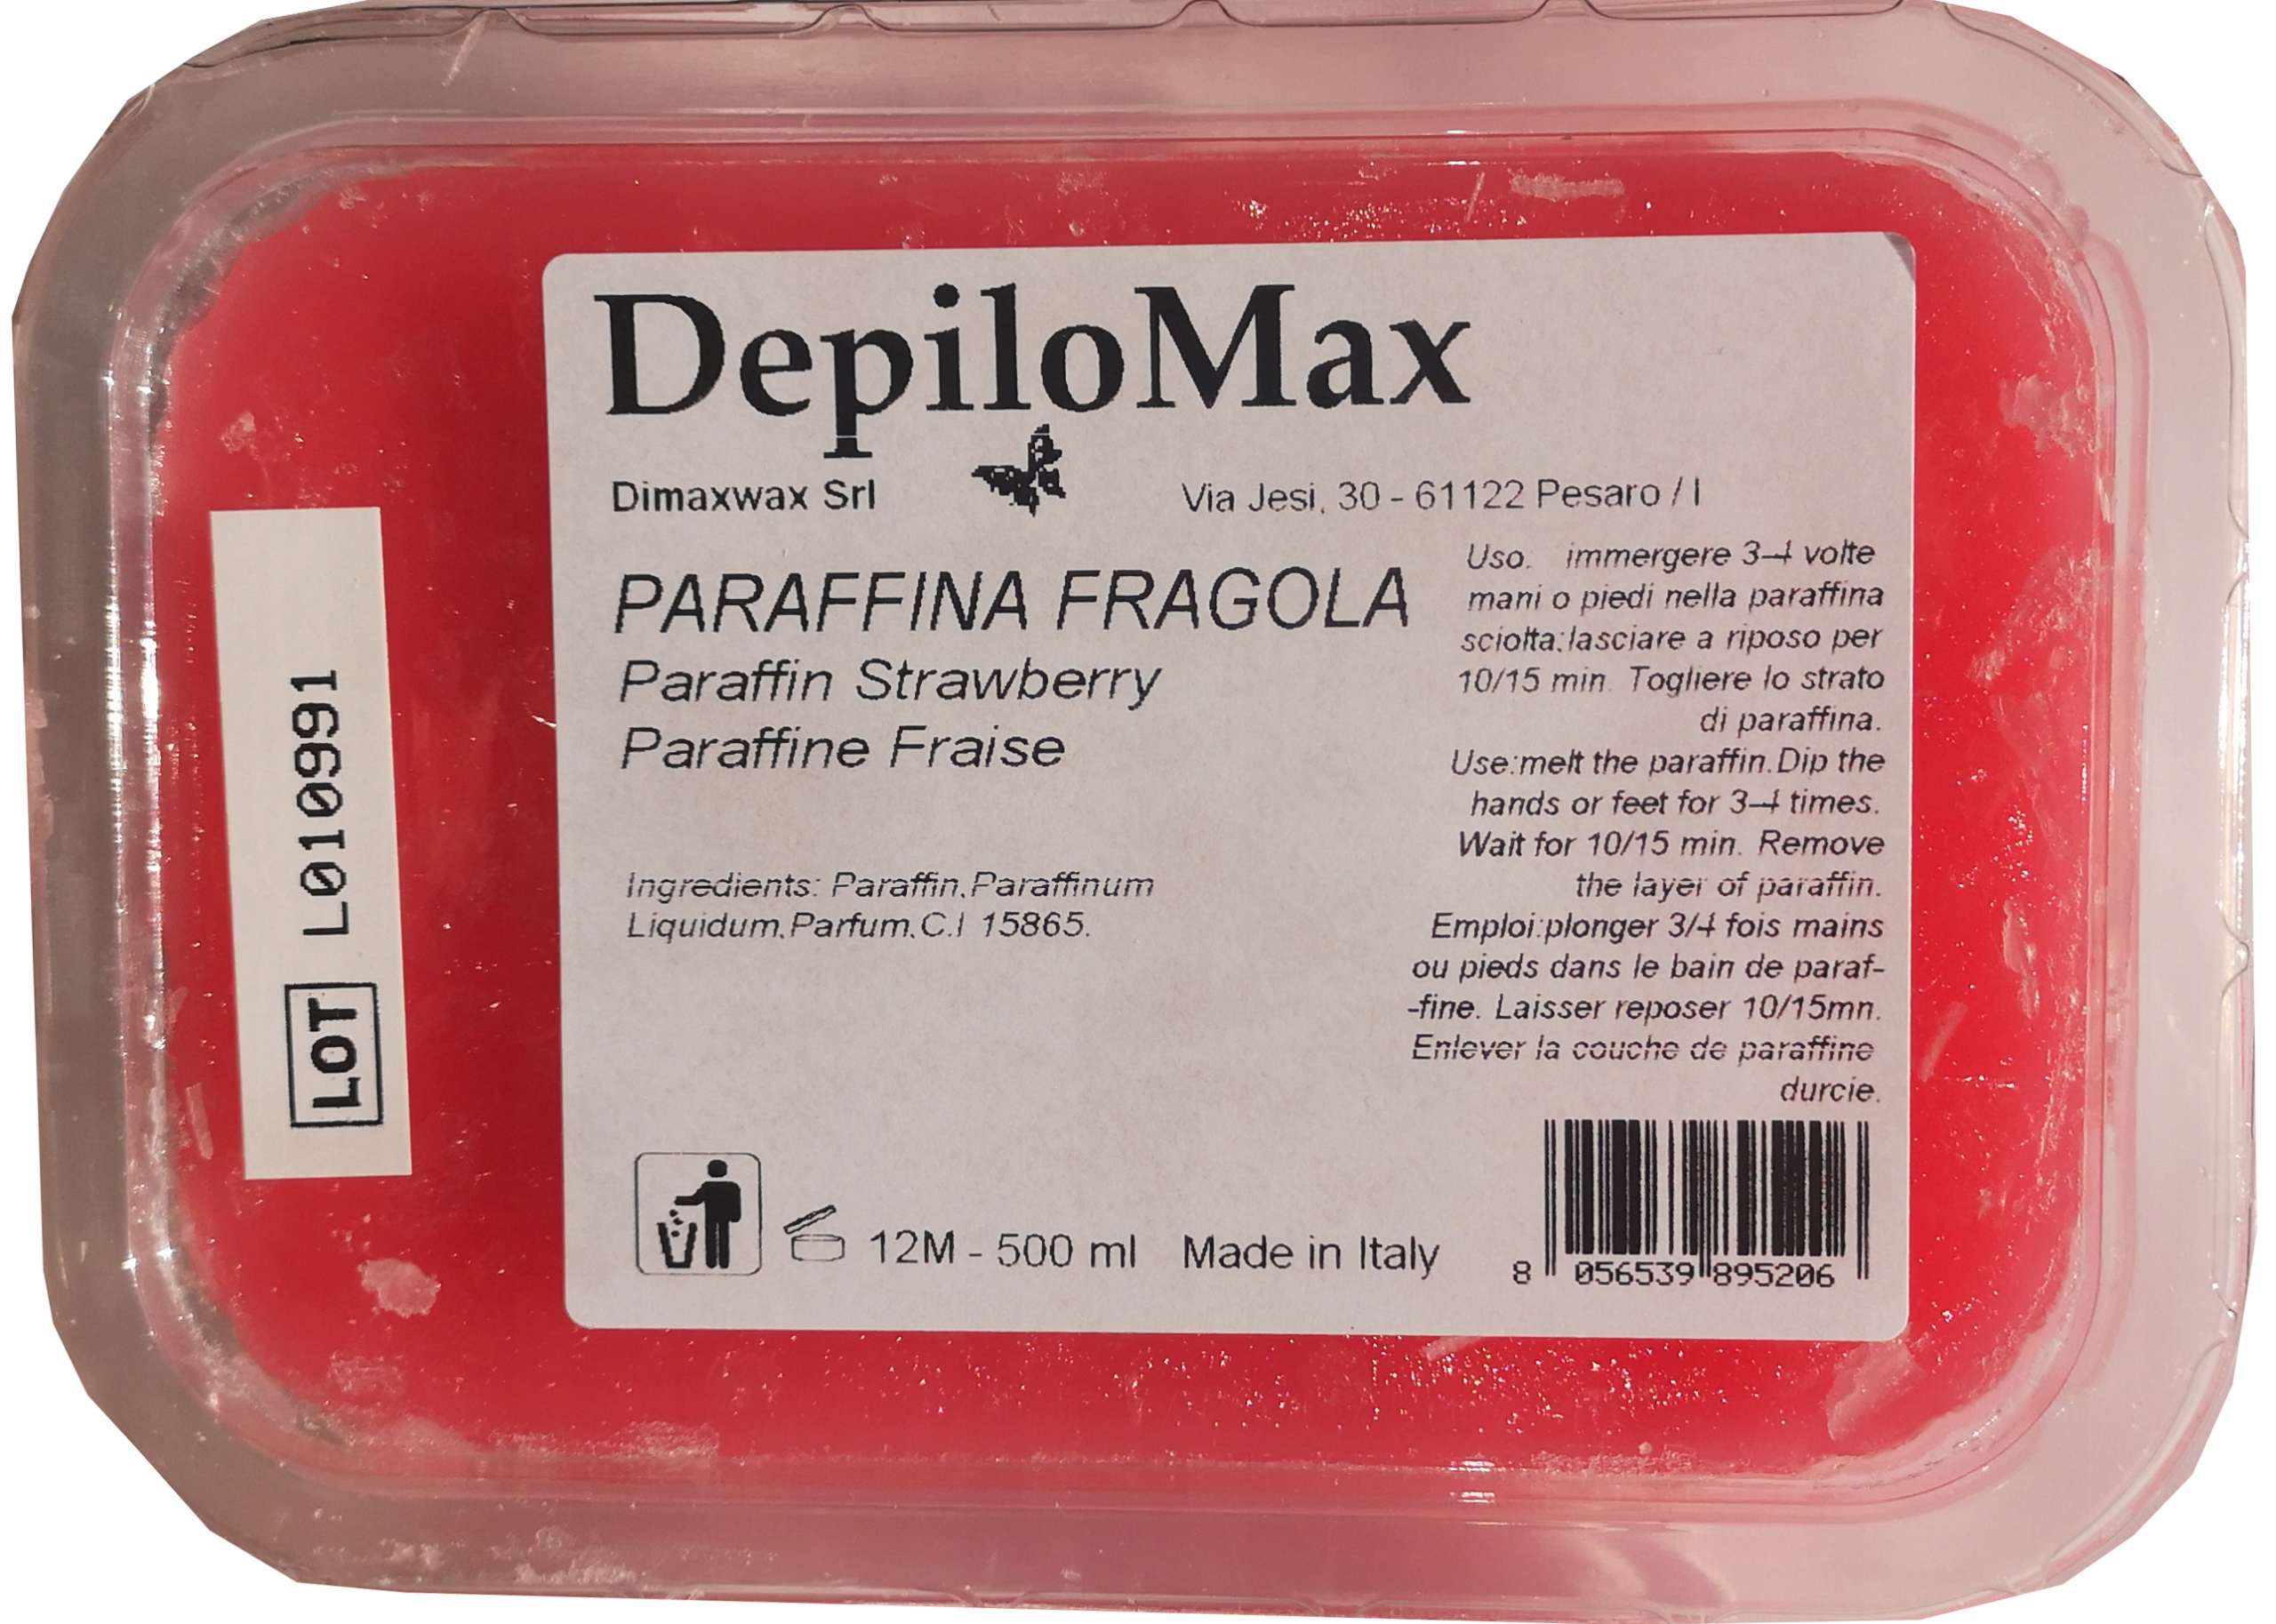 DepiloMax
Dimaxwax Srl
Via Jesi, 30 - 61122 Pesaro / I
PARAFFINA FRAGOLA
Paraffin Strawberry
Paraffine Fraise
Ingredients: Paraffin,Paraffinum
Liquidum,Parfum,C.I 15865.
Uso: immergere 3-4 volte
mani o piedi nella paraffina
sciolta;lasciare a riposo per
10/15 min. Togliere lo strato
di paraffina.
Use:melt the paraffin.Dip the
hands or feet for 3-4 times.
Wait for 10/15 min. Remove
the layer of paraffin.
Emploi:plonger 3/4 fois mains
ou pieds dans le bain de paraf-
-fine. Laisser reposer 10/15mn.
Enlever la couche de paraffine
durcie.
12M - 500 ml Made in Italy
8 056539 895206
LOT L010991